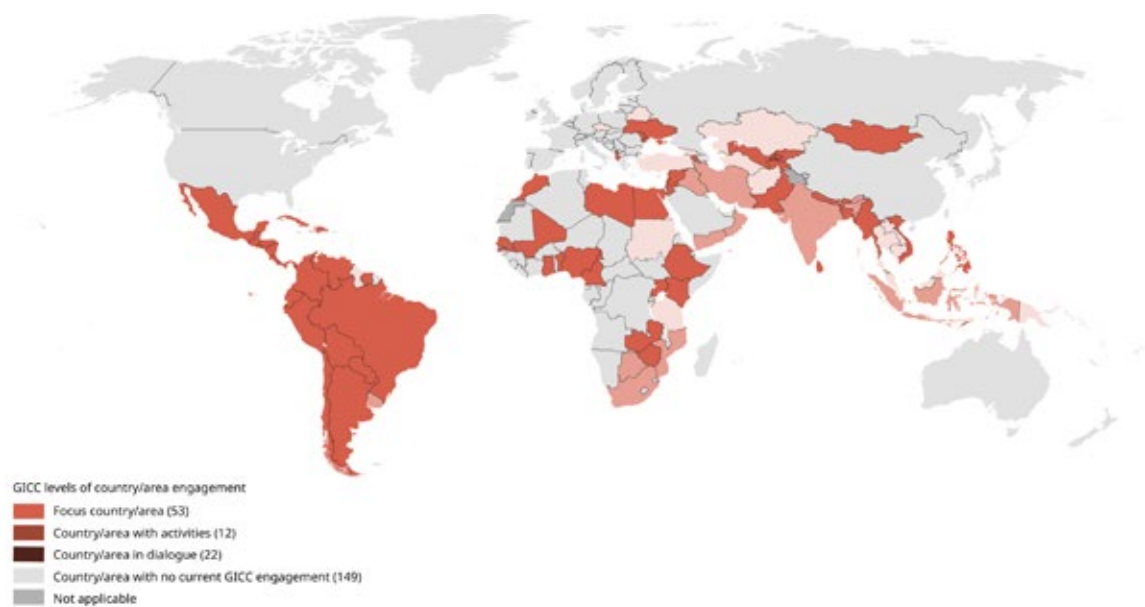 GICC levels of country/area engagement
Focus country/area (53)
Country/area with activities (12)
Country/area in dialogue (22)
Country/area with no current GICC engagement (149)
Not applicable